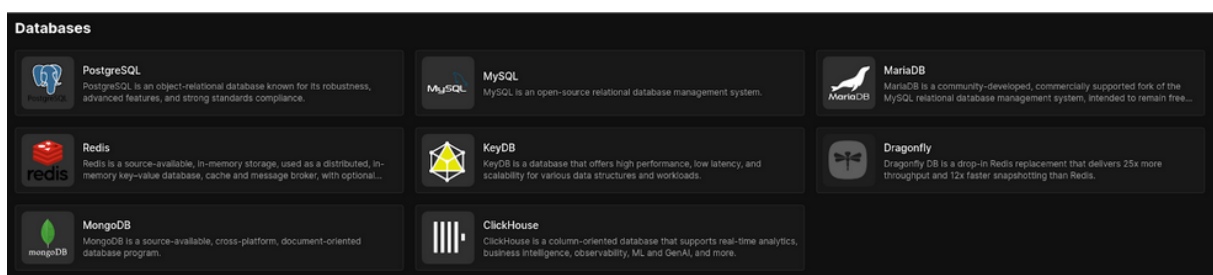 Databases
PostgreSQL
PostgreSQL
PostgreSQL is an object-relational database known for its robustness,
advanced features, and strong standards compliance.
MySQL
MySQL
MySQL is an open-source relational database management system.
MariaDB
MariaDB
MariaDB is a community-developed, commercially supported fork of the
MySQL relational database management system, intended to remain free...
redis
Redis
Redis is a source-available, in-memory storage, used as a distributed, in-
memory key–value database, cache and message broker, with optional...
KeyDB
KeyDB is a database that offers high performance, low latency, and
scalability for various data structures and workloads.
Dragonfly
Dragonfly DB is a drop-in Redis replacement that delivers 25x more
throughput and 12x faster snapshotting than Redis.
mongoDB
MongoDB
MongoDB is a source-available, cross-platform, document-oriented
database program.
ClickHouse
ClickHouse is a column-oriented database that supports real-time analytics,
business intelligence, observability, ML and GenAI, and more.